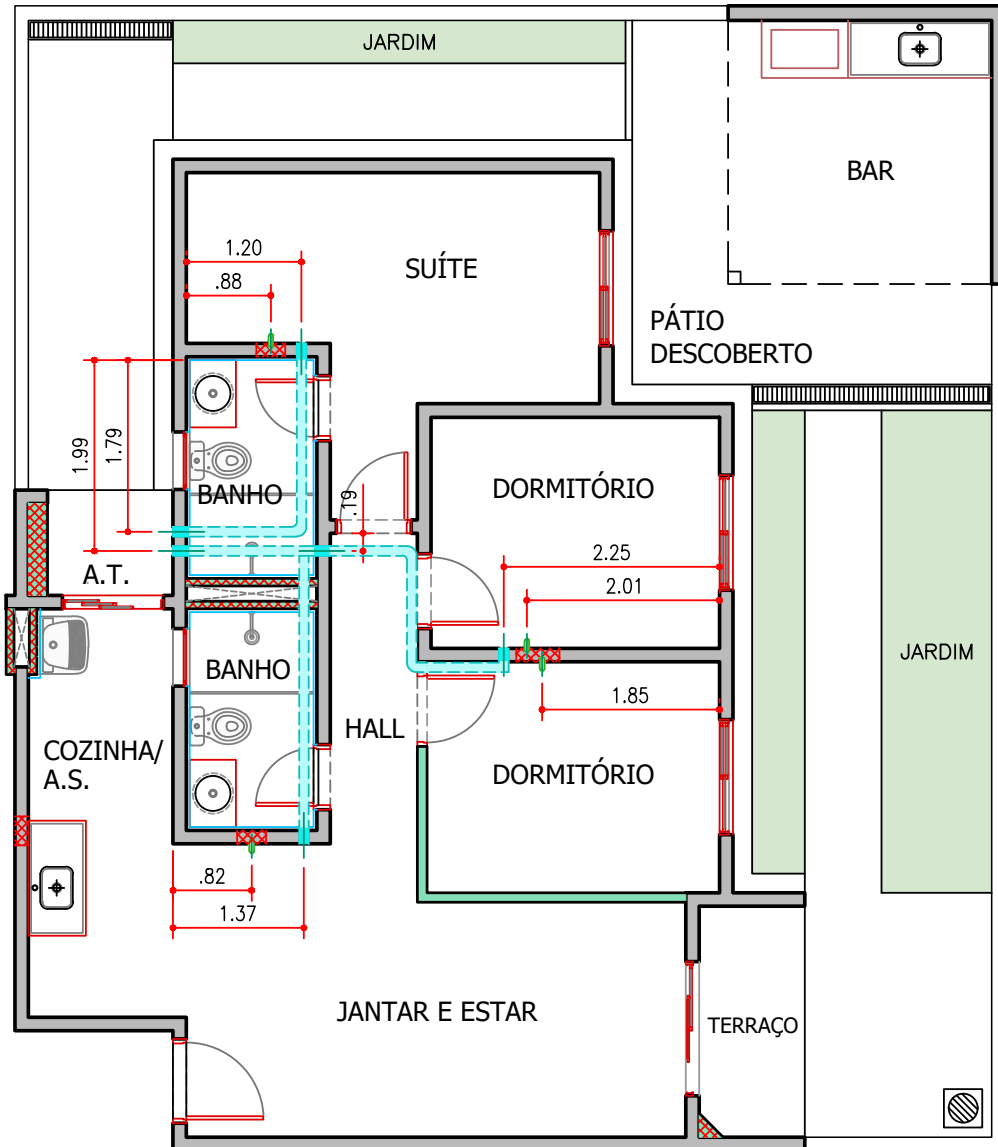 JARDIM
BAR
1.20
SUÍTE
.88
PÁTIO
DESCOBERTO
1.99
1.79
.19
BANHO
DORMITÓRIO
2.25
A.T.
2.01
BANHO
JARDIM
1.85
HALL
COZINHA/
A.S.
DORMITÓRIO
.82
1.37
JANTAR E ESTAR
TERRAÇO